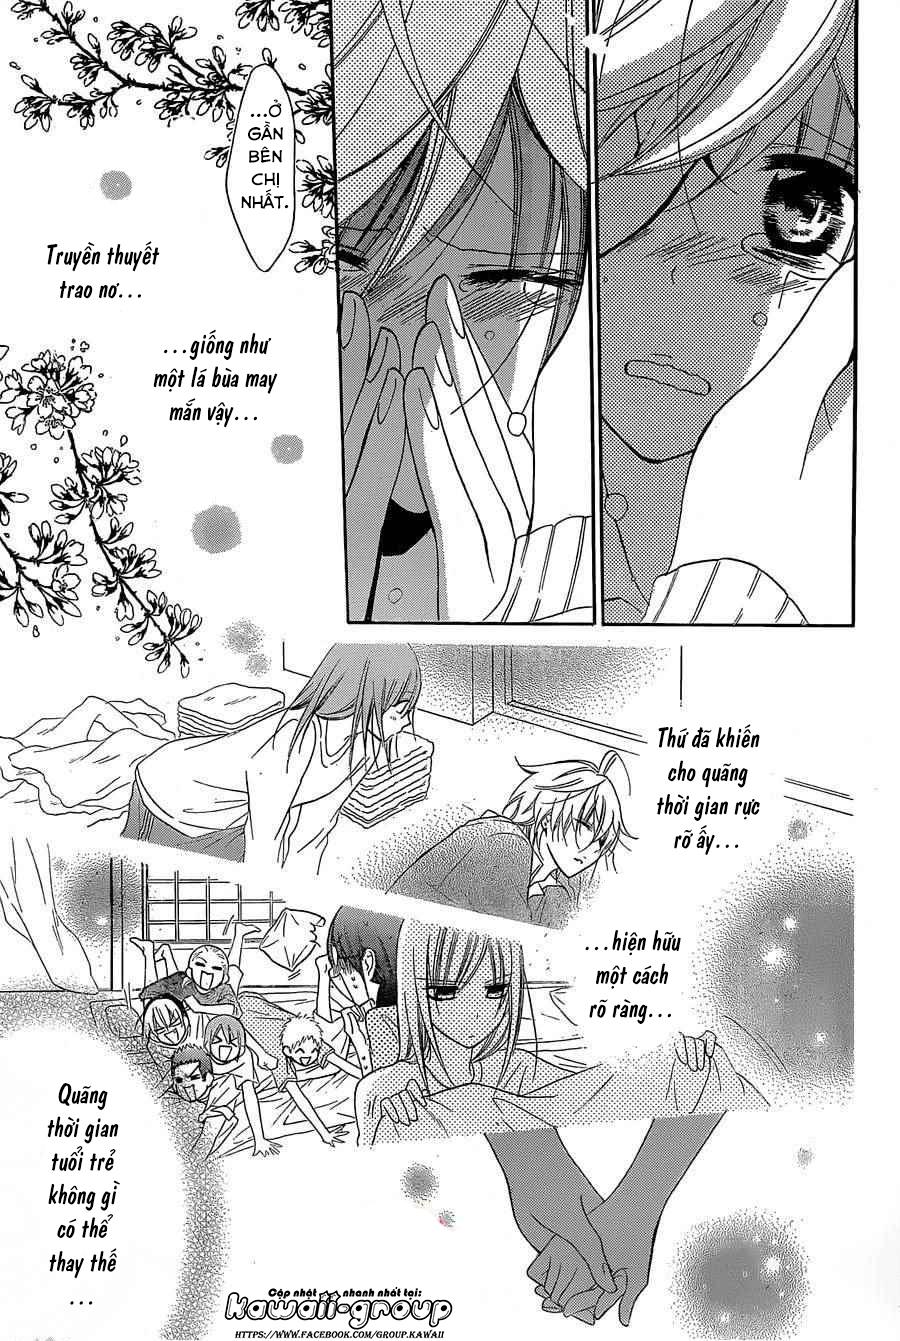 ...Ở
GẦN
BÊN
CHỊ
NHẤT.
Truyền thuyết
trao nơ...
...giống như
một lá bùa may
mắn vậy...
Thứ đã khiến
cho quãng
thời gian rực
rỡ ấy...
...hiện hữu
một cách
rõ ràng...
Quãng
thời gian
tuổi trẻ
không gì
có thể
thay thế
...
Cập nhật nhanh nhất tại:
kawaii-group
HTTPS://WWW.FACEBOOK.COM/GROUP.KAWAII